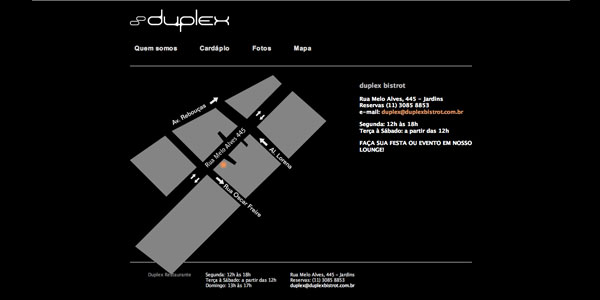 duplex
Quem somos Cardápio Fotos Mapa
Av. Rebouças
Rua Melo Alves 445
Al. Lorena
Rua Oscar Freire
duplex bistrot
Rua Melo Alves, 445 - Jardins
Reservas (11) 3085 8853
e-mail: duplex@duplexbistrot.com.br
Segunda: 12h às 18h
Terça à Sábado: a partir das 12h
FAÇA SUA FESTA OU EVENTO EM NOSSO
LOUNGE!
Duplex Restaurante
Segunda: 12h às 18h
Terça à Sábado: a partir das 12h
Domingo: 13h às 17h
Rua Melo Alves, 445 - Jardins
Reservas: (11) 3085 8853
duplex@duplexbistrot.com.br